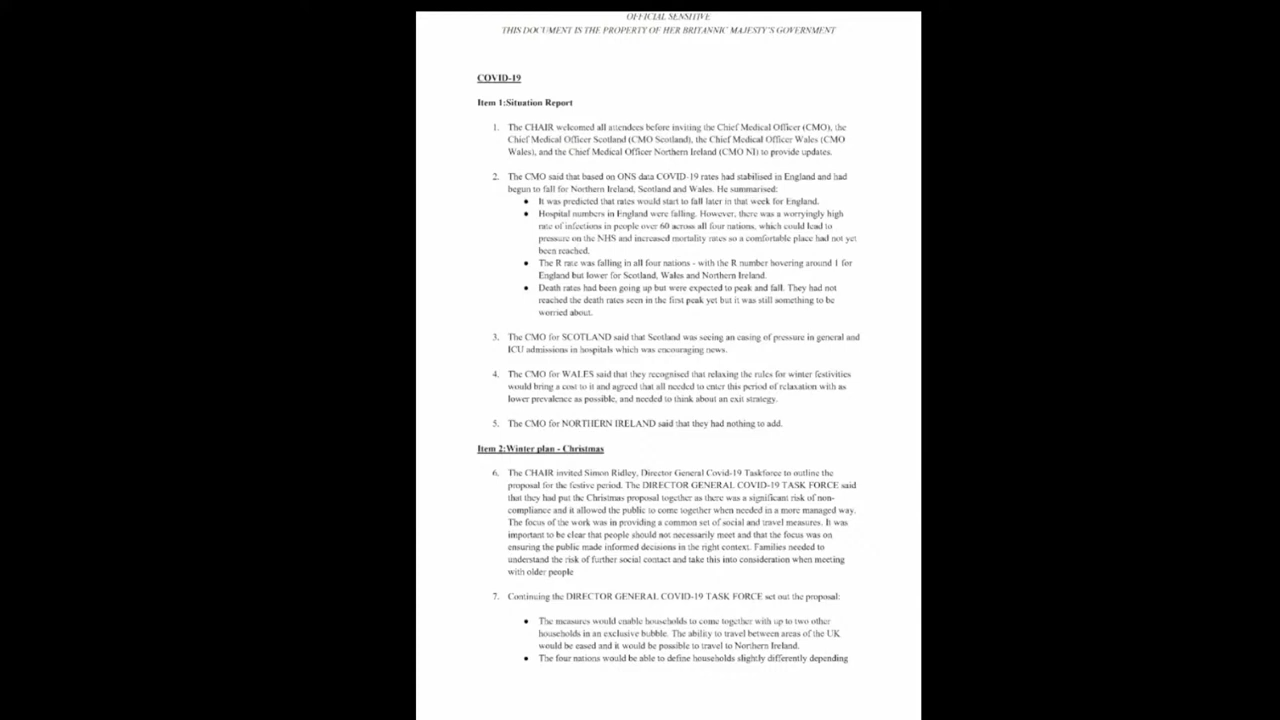 OFFICIAL SENSITIVE
THIS DOCUMENT IS THE PROPERTY OF HER BRITANNIC MAJESTY'S GOVERNMENT
COVID-19
Item 1:Situation Report
1. The CHAIR welcomed all attendees before inviting the Chief Medical Officer (CMO), the
Chief Medical Officer Scotland (CMO Scotland), the Chief Medical Officer Wales (CMO
Wales), and the Chief Medical Officer Northern Ireland (CMO NI) to provide updates.
2. The CMO said that based on ONS data COVID-19 rates had stabilised in England and had
begun to fall for Northern Ireland, Scotland and Wales. He summarised:
● It was predicted that rates would start to fall later in that week for England.
● Hospital numbers in England were falling. However, there was a worryingly high
rate of infections in people over 60 across all four nations, which could lead to
pressure on the NHS and increased mortality rates so a comfortable place had not yet
been reached.
● The R rate was falling in all four nations - with the R number hovering around 1 for
England but lower for Scotland, Wales and Northern Ireland.
● Death rates had been going up but were expected to peak and fall. They had not
reached the death rates seen in the first peak yet but it was still something to be
worried about.
3. The CMO for SCOTLAND said that Scotland was seeing an easing of pressure in general and
ICU admissions in hospitals which was encouraging news.
4. The CMO for WALES said that they recognised that relaxing the rules for winter festivities
would bring a cost to it and agreed that all needed to enter this period of relaxation with as
lower prevalence as possible, and needed to think about an exit strategy.
5. The CMO for NORTHERN IRELAND said that they had nothing to add.
Item 2:Winter plan - Christmas
6. The CHAIR invited Simon Ridley, Director General Covid-19 Taskforce to outline the
proposal for the festive period. The DIRECTOR GENERAL COVID-19 TASK FORCE said
that they had put the Christmas proposal together as there was a significant risk of non-
compliance and it allowed the public to come together when needed in a more managed way.
The focus of the work was in providing a common set of social and travel measures. It was
important to be clear that people should not necessarily meet and that the focus was on
ensuring the public made informed decisions in the right context. Families needed to
understand the risk of further social contact and take this into consideration when meeting
with older people
7. Continuing the DIRECTOR GENERAL COVID-19 TASK FORCE set out the proposal:
● The measures would enable households to come together with up to two other
households in an exclusive bubble. The ability to travel between areas of the UK
would be eased and it would be possible to travel to Northern Ireland.
● The four nations would be able to define households slightly differently depending